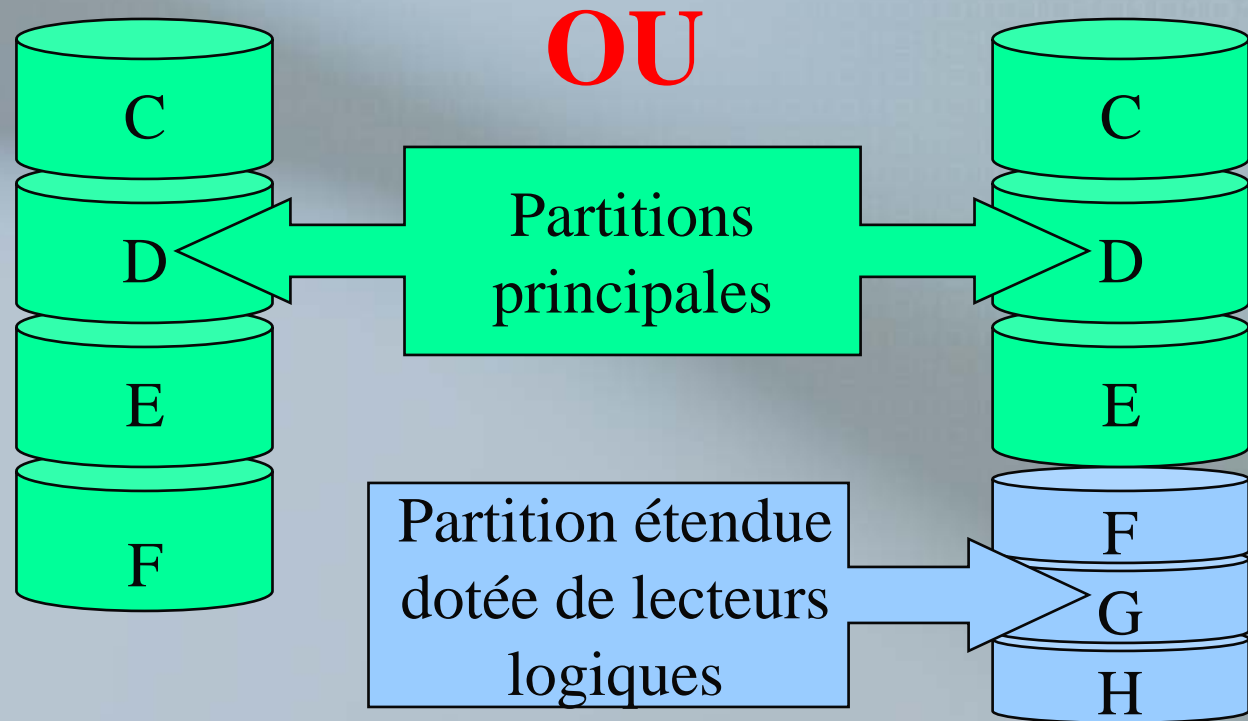 OU
C
D
E
F
Partitions
principales
C
D
E
F
G
H
Partition étendue
dotée de lecteurs
logiques